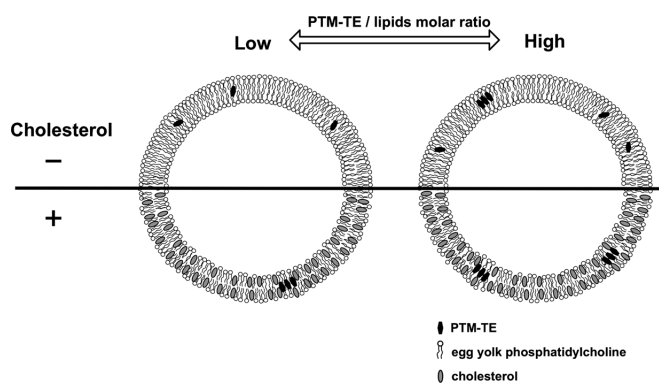 PTM-TE / lipids molar ratio
Low
High
Cholesterol
−
+
PTM-TE
egg yolk phosphatidylcholine
cholesterol